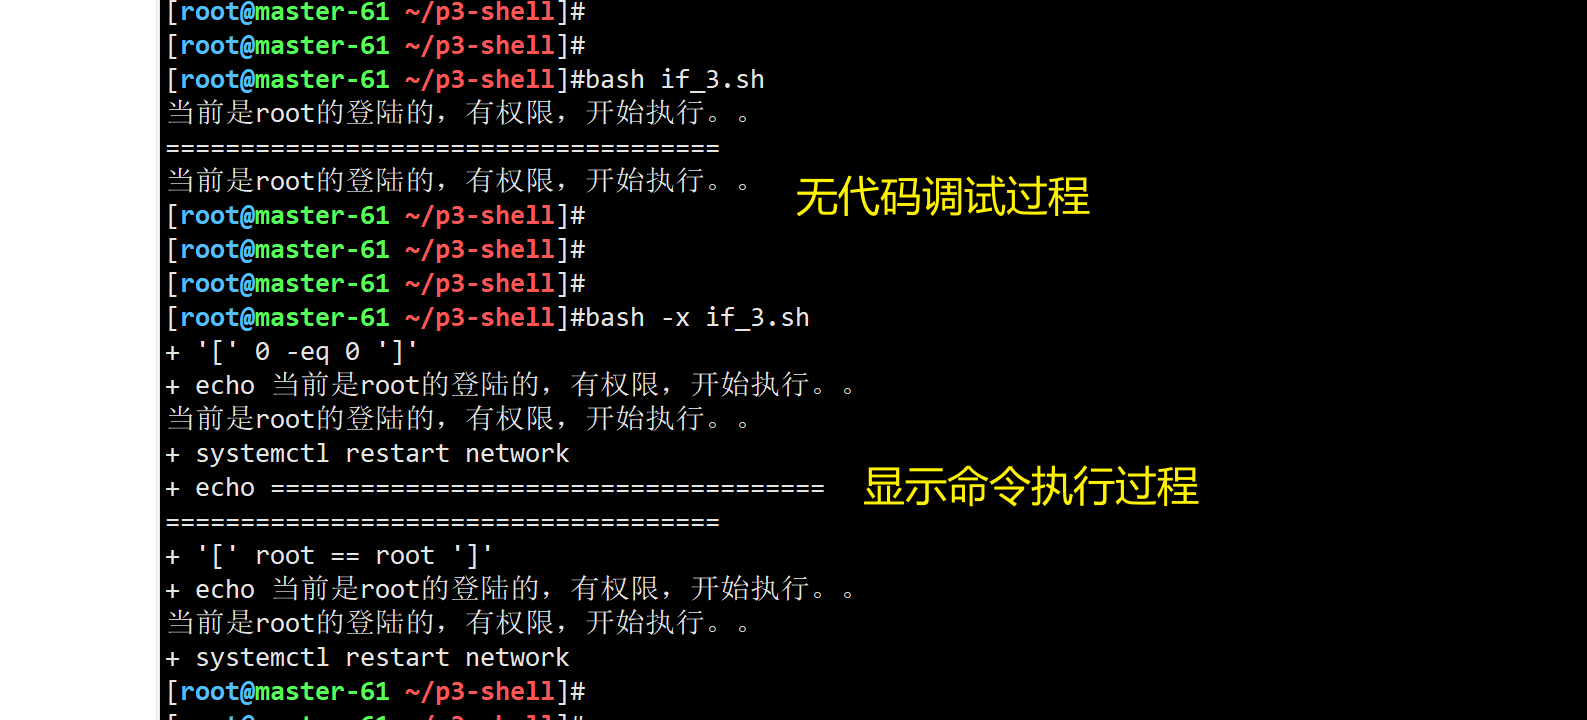 [root@master-61 ~/p3-shell]#
[root@master-61 ~/p3-shell]#
[root@master-61 ~/p3-shell]#bash if_3.sh
当前是root的登陆的，有权限，开始执行。。
=====================================
当前是root的登陆的，有权限，开始执行。。
无代码调试过程
[root@master-61 ~/p3-shell]#
[root@master-61 ~/p3-shell]#
[root@master-61 ~/p3-shell]#
[root@master-61 ~/p3-shell]#bash -x if_3.sh
+ '[' 0 -eq 0 ']'
+ echo 当前是root的登陆的，有权限，开始执行。。
当前是root的登陆的，有权限，开始执行。。
+ systemctl restart network
+ echo =====================================
显示命令执行过程
=====================================
+ '[' root == root ']'
+ echo 当前是root的登陆的，有权限，开始执行。。
当前是root的登陆的，有权限，开始执行。。
+ systemctl restart network
[root@master-61 ~/p3-shell]#
[root@master-61 ~/p3-shell]#